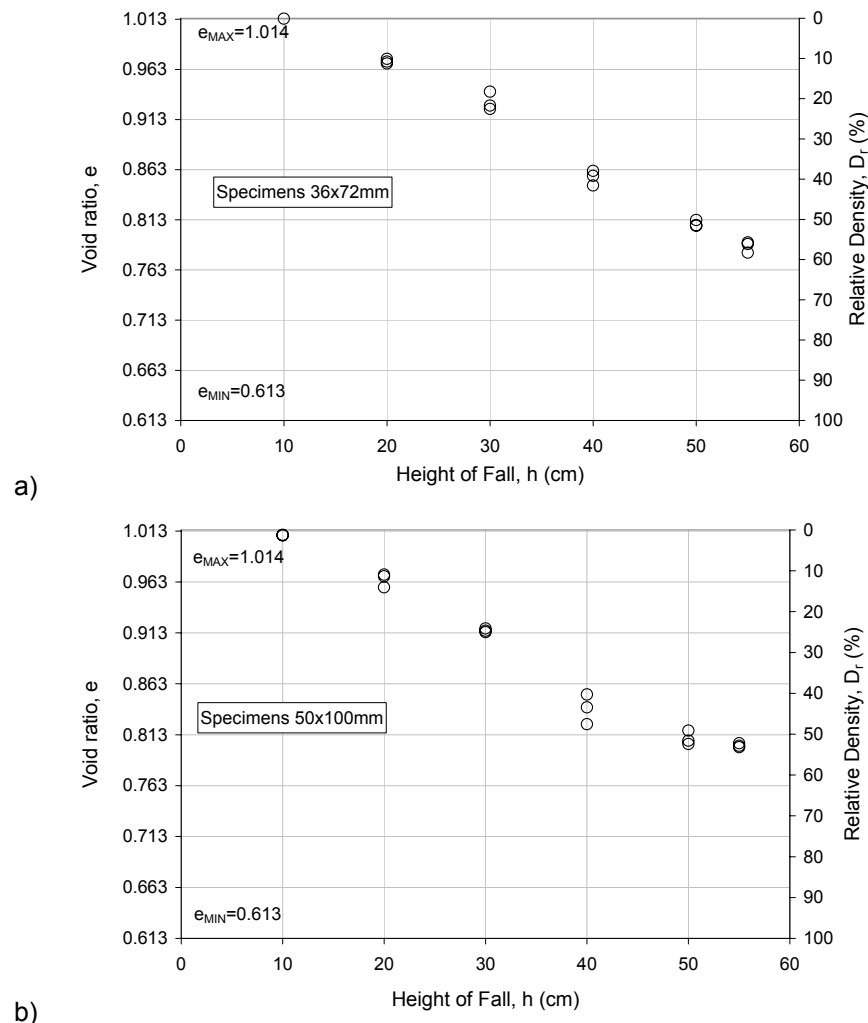 1.013
0.963
0.913
0.863
0.813
0.763
0.713
0.663
0.613
Void ratio, e
e_MAX=1.014
Specimens 36x72mm
e_MIN=0.613
0
10
20
30
40
50
60
70
80
90
100
Relative Density, D_r (%)
0 10 20 30 40 50 60
Height of Fall, h (cm)
a)
1.013
0.963
0.913
0.863
0.813
0.763
0.713
0.663
0.613
Void ratio, e
e_MAX=1.014
Specimens 50x100mm
e_MIN=0.613
0
10
20
30
40
50
60
70
80
90
100
Relative Density, D_r (%)
0 10 20 30 40 50 60
Height of Fall, h (cm)
b)